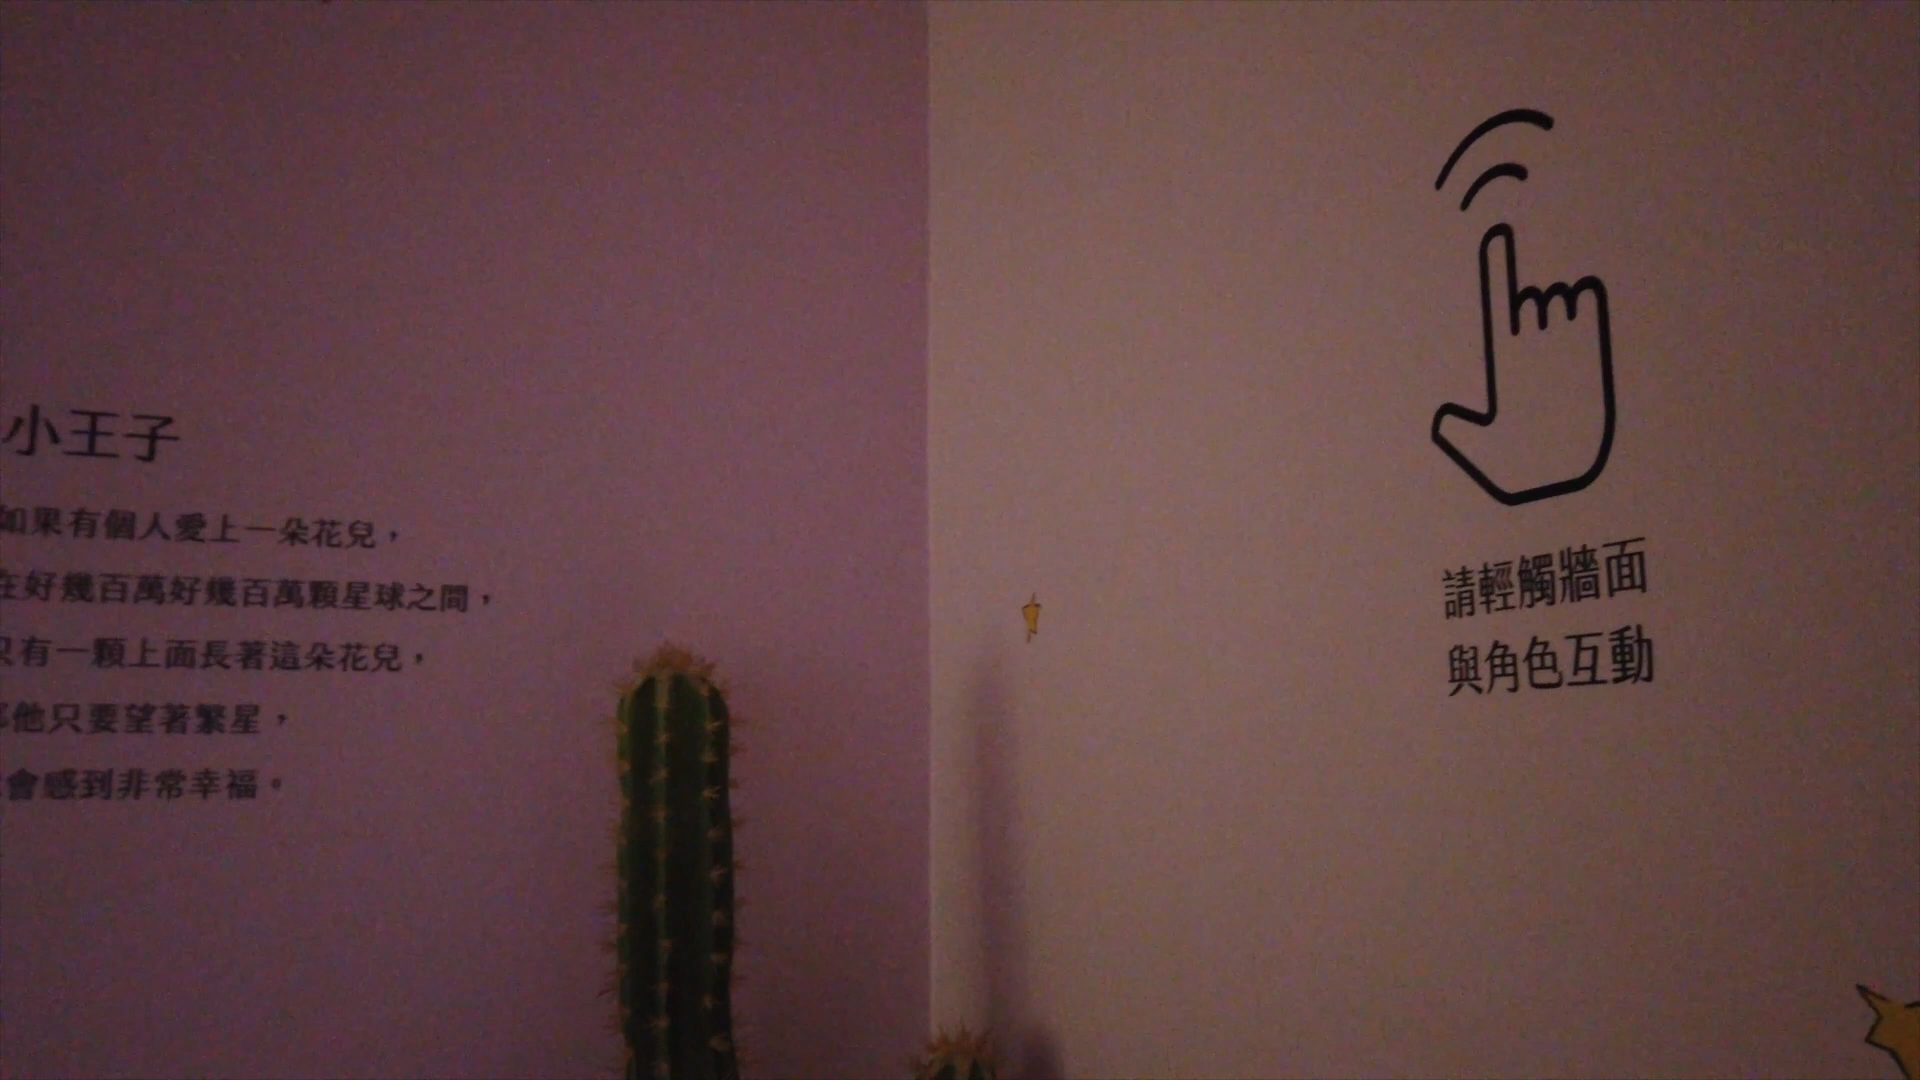 小王子
如果有個人愛上一朵花兒，
在好幾百萬好幾百萬顆星球之間，
只有一顆上面長著這朵花兒，
那他只要望著繁星，
會感到非常幸福。
請輕觸牆面
與角色互動